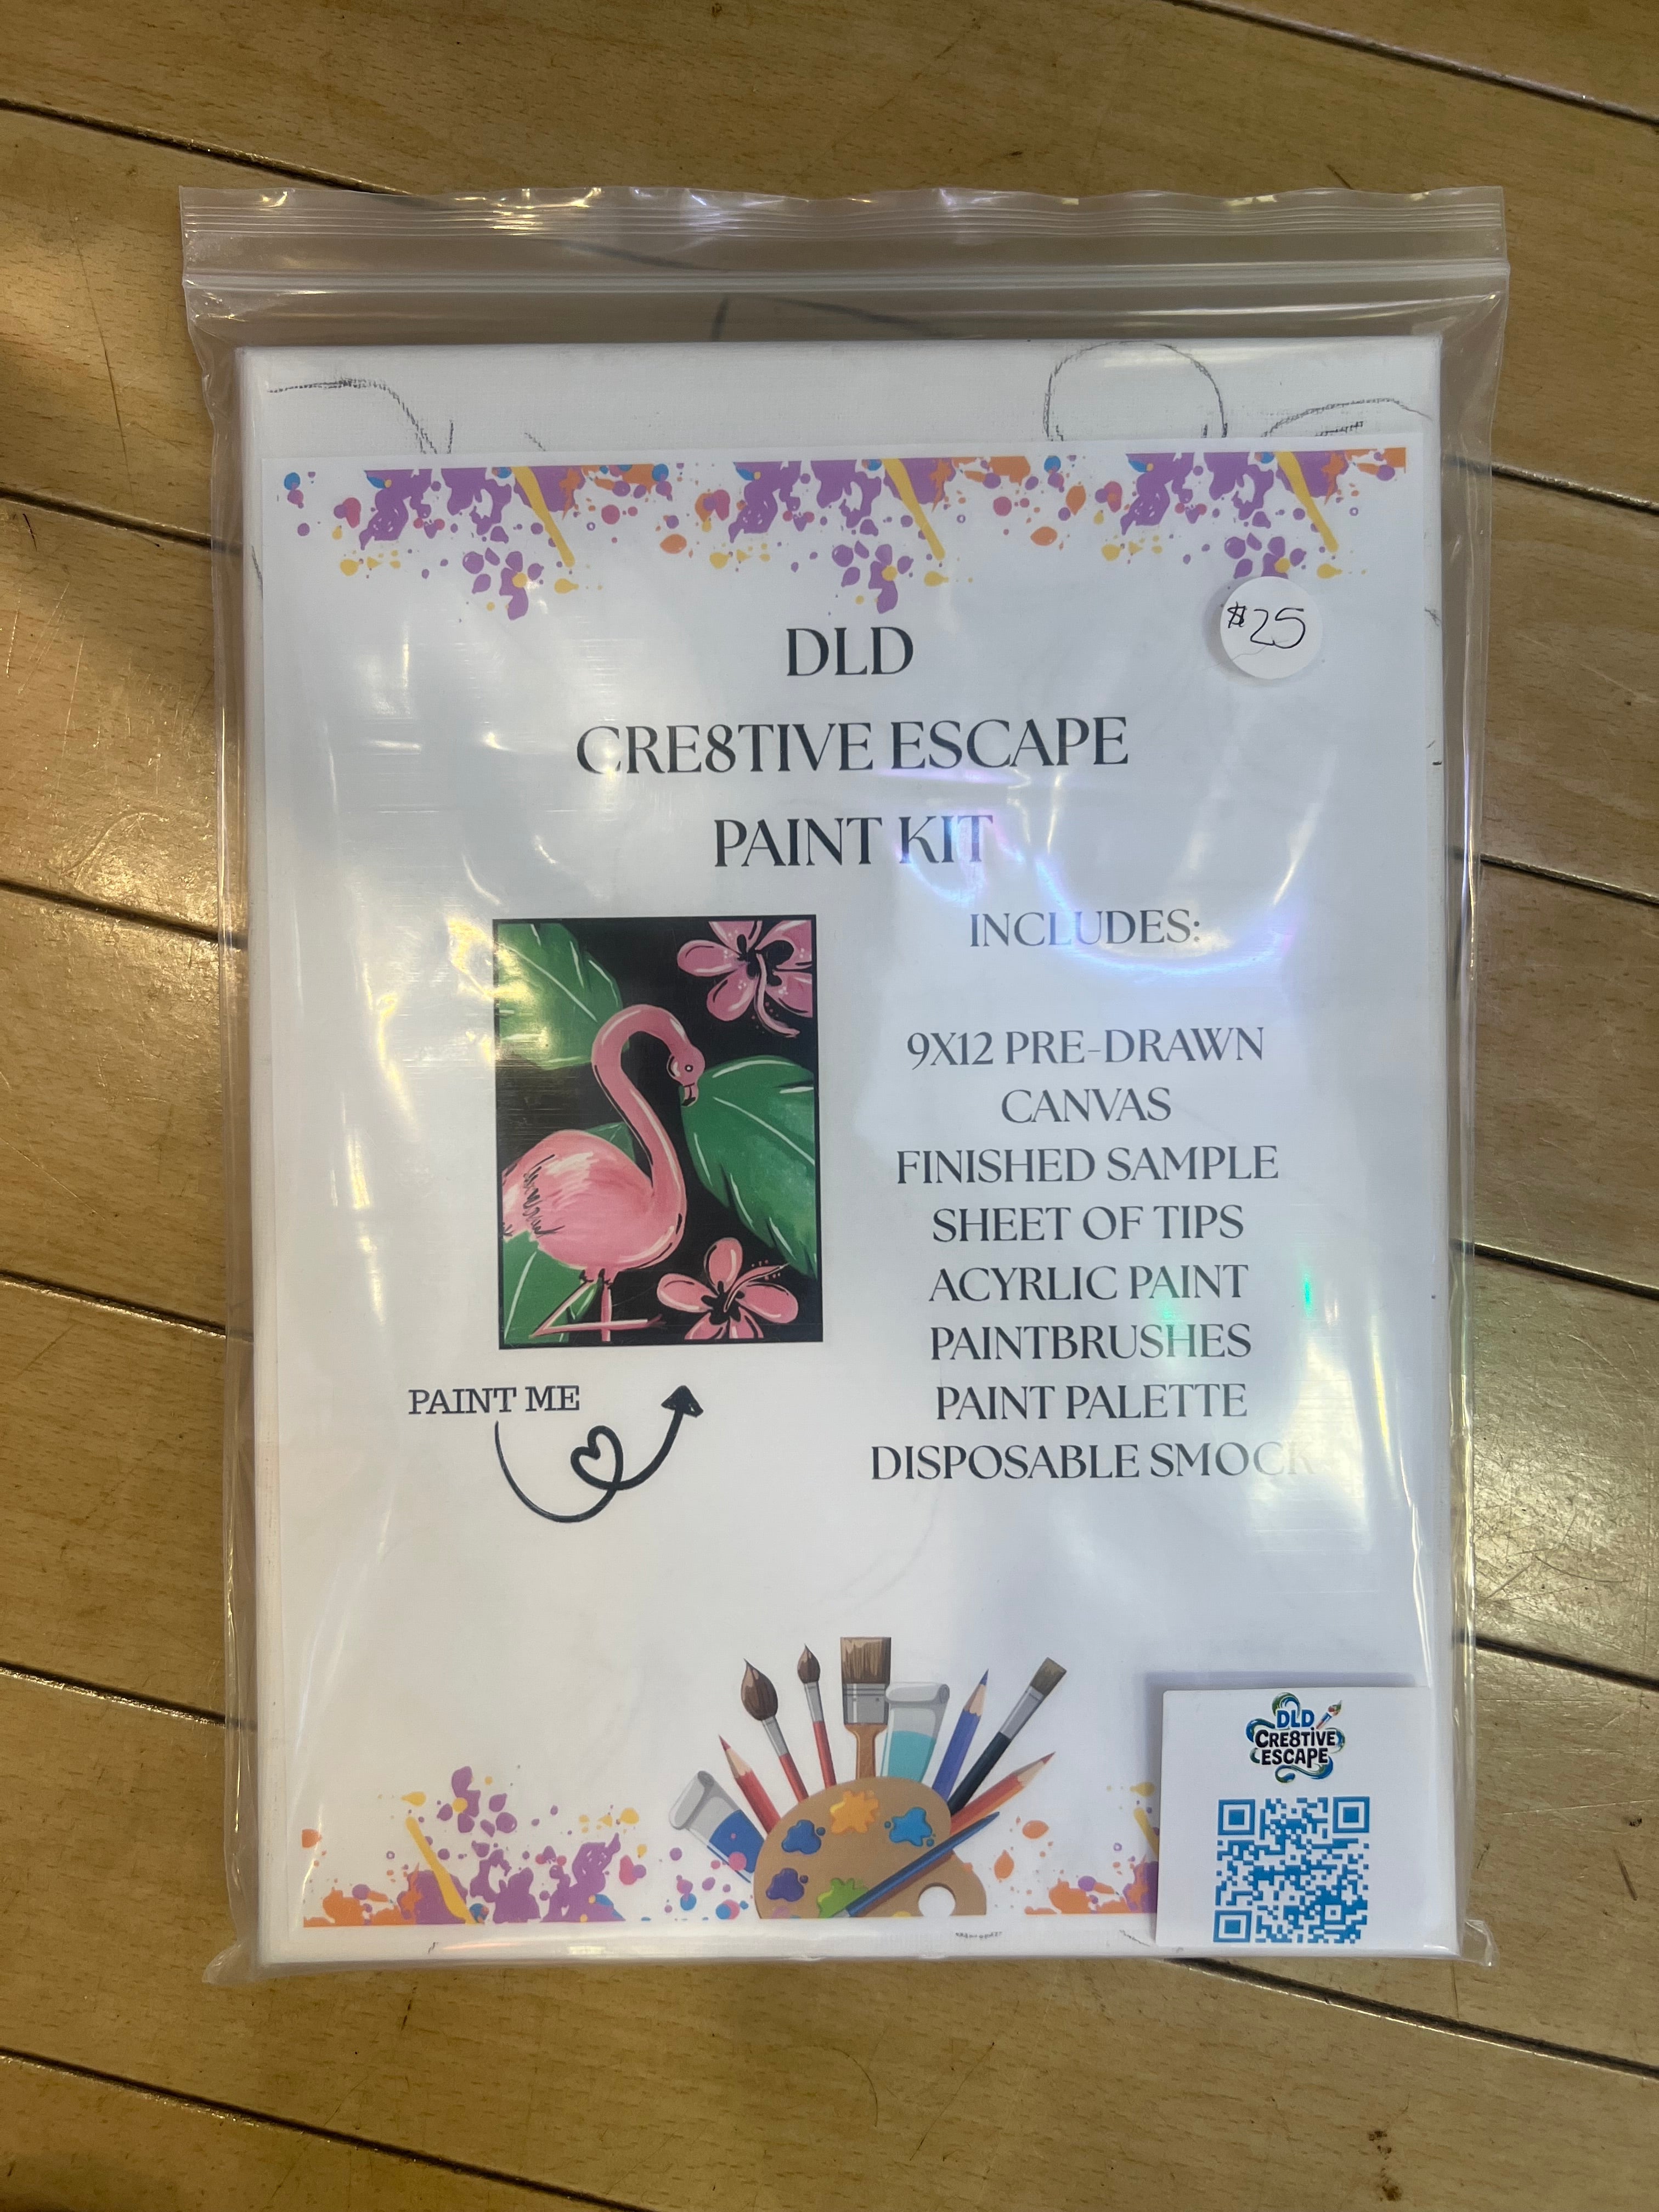 $25
DLD
CRE8TIVE ESCAPE
PAINT KIT
INCLUDES:
9X12 PRE-DRAWN
CANVAS
FINISHED SAMPLE
SHEET OF TIPS
ACYRLIC PAINT
PAINTBRUSHES
PAINT PALETTE
DISPOSABLE SMOCK
PAINT ME
DLD
CRE8TIVE
ESCAPE